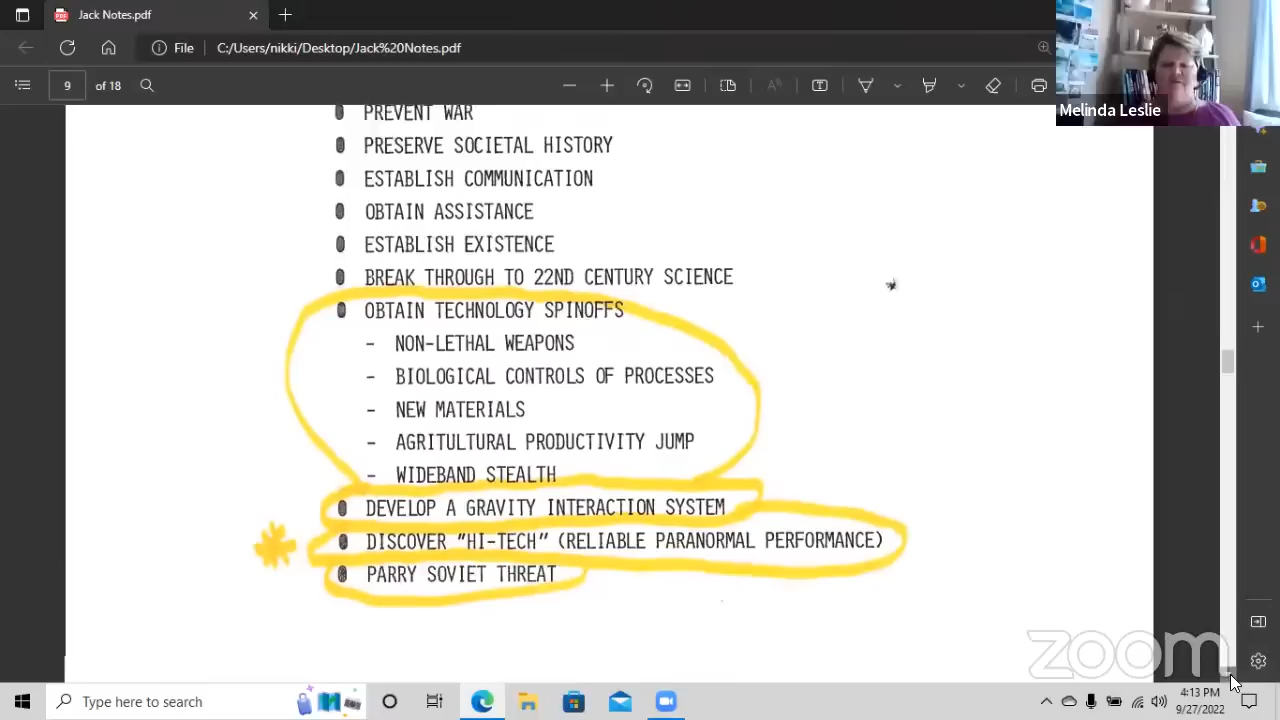 Jack Notes.pdf
File
C:/Users/nikki/Desktop/Jack%20Notes.pdf
9 of 18
Melinda Leslie
PREVENT WAR
PRESERVE SOCIETAL HISTORY
ESTABLISH COMMUNICATION
OBTAIN ASSISTANCE
ESTABLISH EXISTENCE
BREAK THROUGH TO 22ND CENTURY SCIENCE
OBTAIN TECHNOLOGY SPINOFFS
- NON-LETHAL WEAPONS
- BIOLOGICAL CONTROLS OF PROCESSES
- NEW MATERIALS
- AGRITULTURAL PRODUCTIVITY JUMP
- WIDEBAND STEALTH
DEVELOP A GRAVITY INTERACTION SYSTEM
DISCOVER "HI-TECH" (RELIABLE PARANORMAL PERFORMANCE)
PARRY SOVIET THREAT
zoom
Type here to search
4:13 PM
9/27/2022